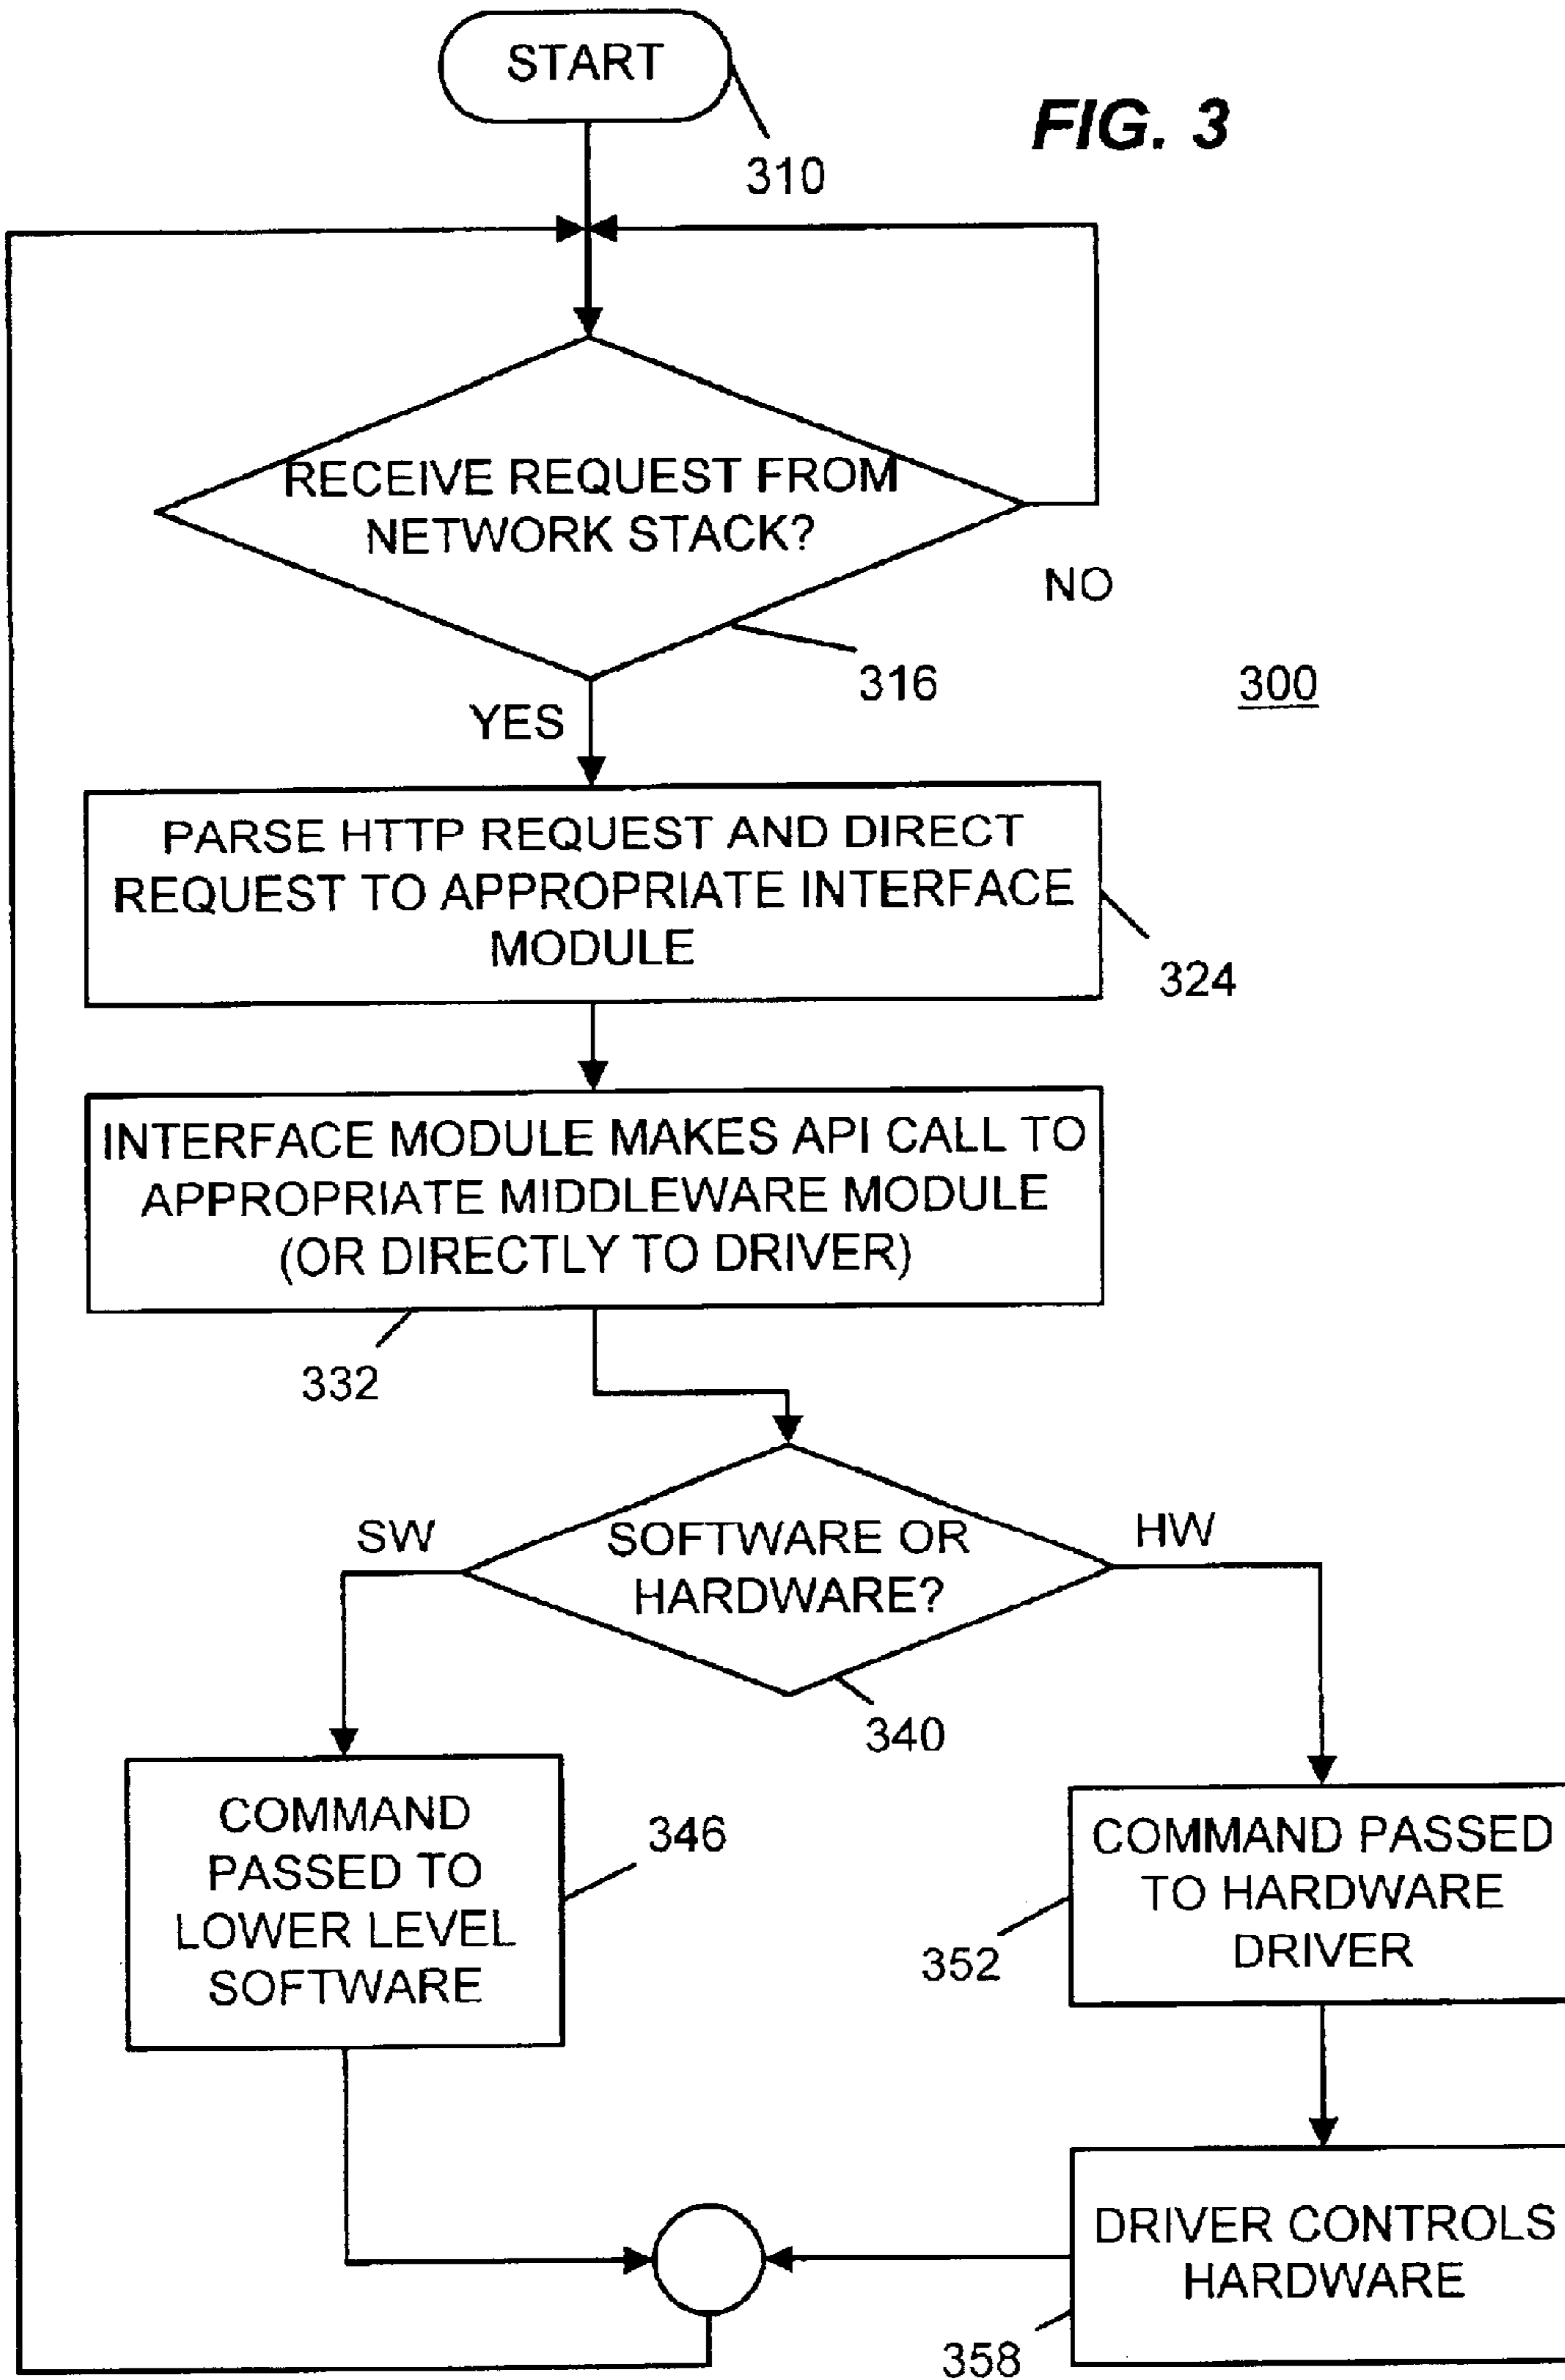 START
FIG. 3
310
RECEIVE REQUEST FROM
NETWORK STACK?
NO
316
300
YES
PARSE HTTP REQUEST AND DIRECT
REQUEST TO APPROPRIATE INTERFACE
MODULE
324
INTERFACE MODULE MAKES API CALL TO
APPROPRIATE MIDDLEWARE MODULE
(OR DIRECTLY TO DRIVER)
332
SW
SOFTWARE OR
HARDWARE?
HW
340
COMMAND
PASSED TO
LOWER LEVEL
SOFTWARE
346
COMMAND PASSED
TO HARDWARE
DRIVER
352
DRIVER CONTROLS
HARDWARE
358